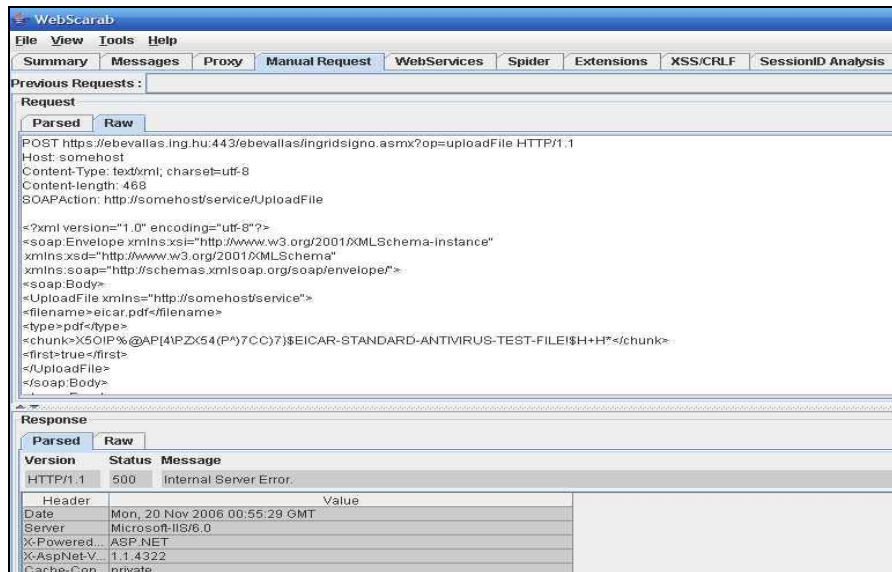 WebScarab
File View Tools Help
Summary Messages Proxy Manual Request WebServices Spider Extensions XSS/CRLF SessionID Analysis
Previous Requests :
Request
Parsed Raw
POST https://ebevallas.ing.hu:443/ebevallas/ingridsigno.asmx?op=uploadFile HTTP/1.1
Host: somehost
Content-Type: text/xml; charset=utf-8
Content-length: 468
SOAPAction: http://somehost/service/UploadFile
<?xml version="1.0" encoding="utf-8"?>
<soap:Envelope xmlns:xsi="http://www.w3.org/2001/XMLSchema-instance"
xmlns:xsd="http://www.w3.org/2001/XMLSchema"
xmlns:soap="http://schemas.xmlsoap.org/soap/envelope/">
<soap:Body>
<UploadFile xmlns="http://somehost/service">
<filename>eicar.pdf</filename>
<type>pdf</type>
<chunk>X5O!P%@AP[4\PZX54(P^)7CC)7}$EICAR-STANDARD-ANTIVIRUS-TEST-FILE!$H+H*</chunk>
<first>true</first>
</UploadFile>
</soap:Body>
Response
Parsed Raw
Version Status Message
HTTP/1.1 500 Internal Server Error.
Header Value
Date Mon, 20 Nov 2006 00:55:29 GMT
Server Microsoft-IIS/6.0
X-Powered... ASP.NET
X-AspNet-V... 1.1.4322
Cache-Con... private